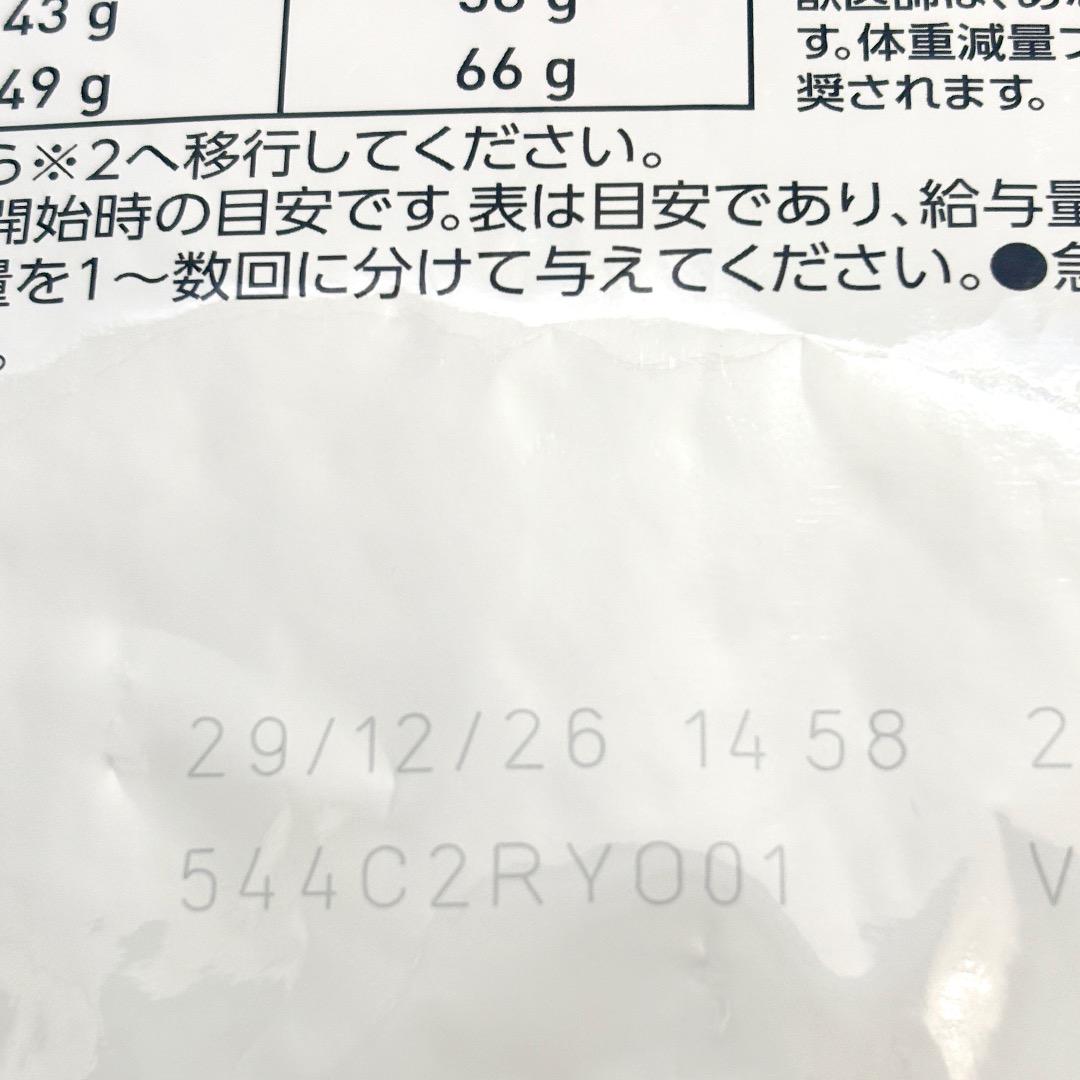 43 g
49 g
66 g
す。体重減量
奨されます。
※2へ移行してください。
開始時の目安です。表は目安であり、給与量
量を1～数回に分けて与えてください。●急
29/12/26 14 58 2
544C2RYO01 V